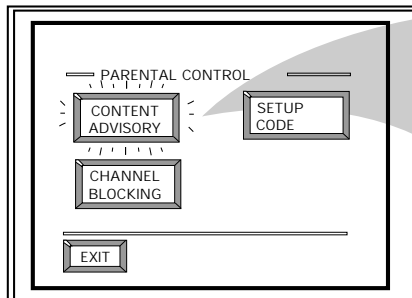 PARENTAL CONTROL
CONTENT
ADVISORY
SETUP
CODE
CHANNEL
BLOCKING
EXIT